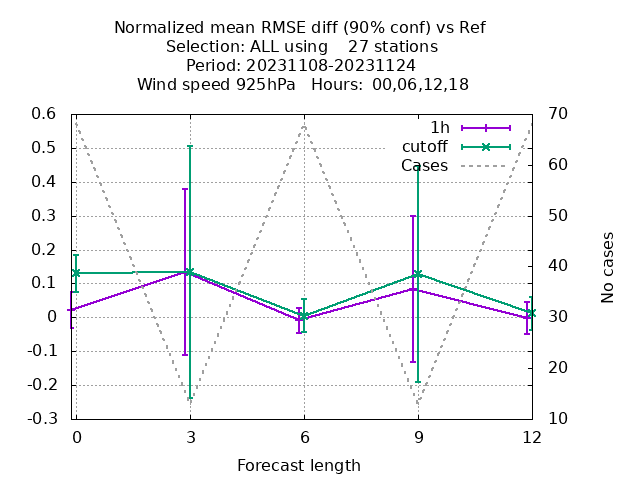 Normalized mean RMSE diff (90% conf) vs Ref
Selection: ALL using    27 stations
Period: 20231108-20231124
Wind speed 925hPa   Hours:  00,06,12,18
1h
cutoff
Cases
0.6
0.5
0.4
0.3
0.2
0.1
0
-0.1
-0.2
-0.3
70
60
50
40
30
20
10
No cases
0 3 6 9 12
Forecast length